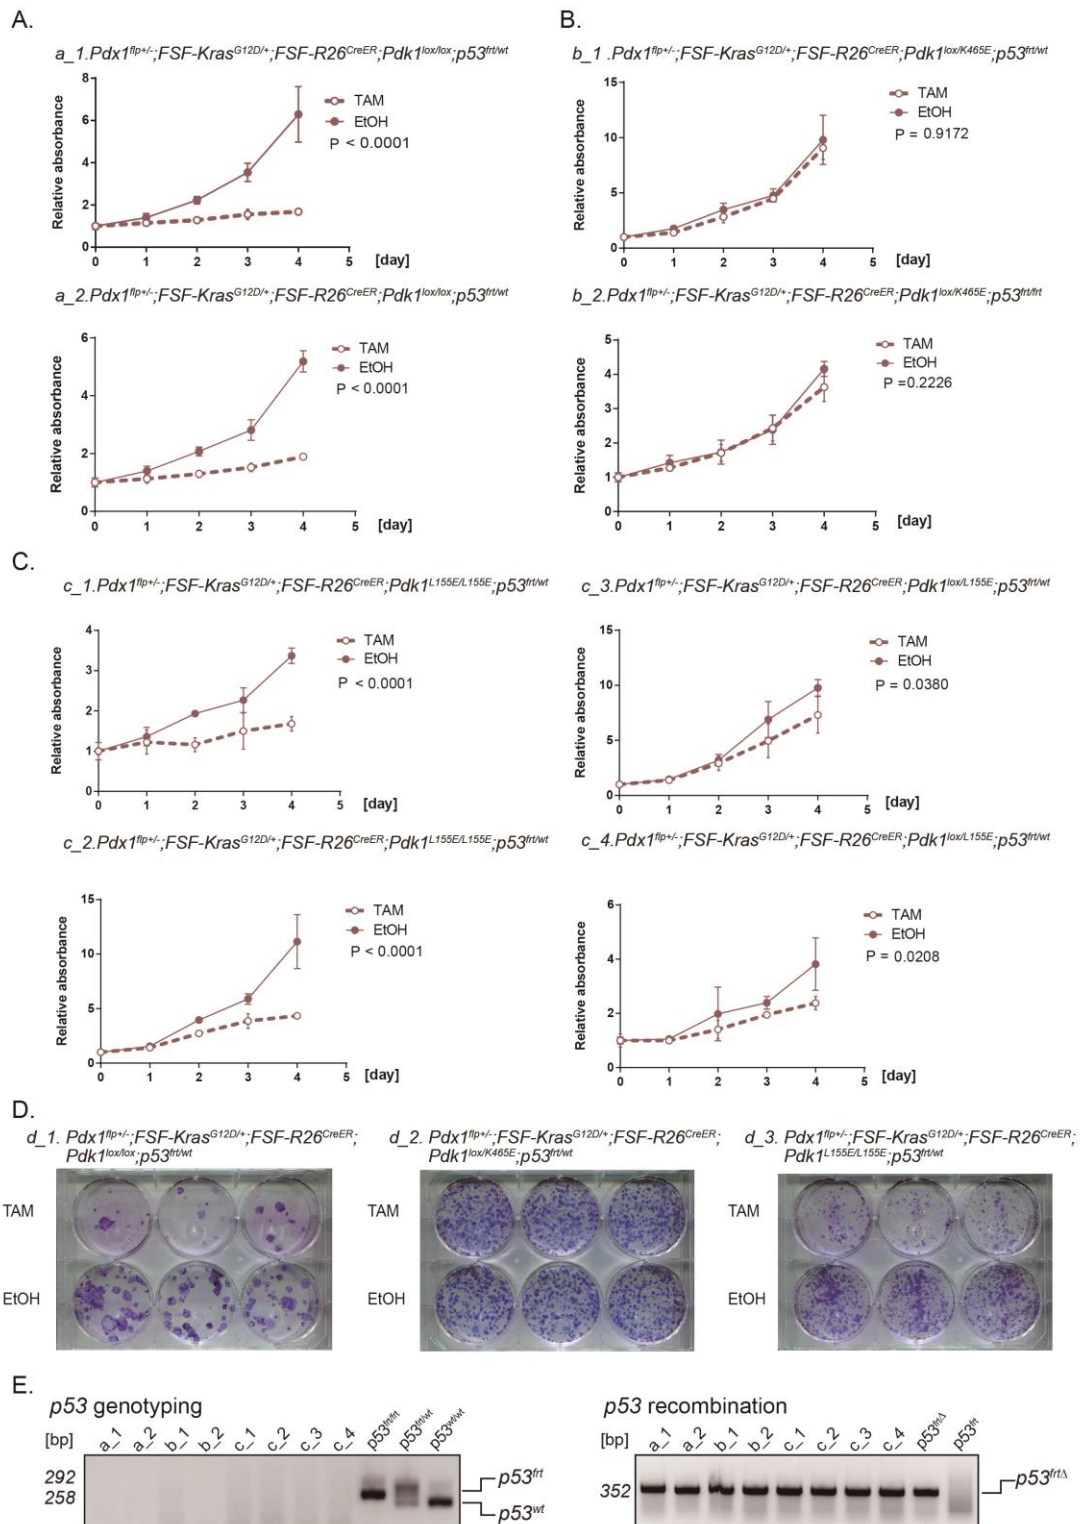 A.
a_1.Pdx1flp+/-;FSF-KrasG12D/+;FSF-R26CreER;Pdk1lox/lox;p53frt/wt
Relative absorbance
8
6
4
2
0
0 1 2 3 4 5 [day]
TAM
EtOH
P < 0.0001
a_2.Pdx1flp+/-;FSF-KrasG12D/+;FSF-R26CreER;Pdk1lox/lox;p53frt/wt
Relative absorbance
6
4
2
0
0 1 2 3 4 5 [day]
TAM
EtOH
P < 0.0001
B.
b_1 .Pdx1flp+/-;FSF-KrasG12D/+;FSF-R26CreER;Pdk1lox/K465E;p53frt/wt
Relative absorbance
15
10
5
0
0 1 2 3 4 5 [day]
TAM
EtOH
P = 0.9172
b_2.Pdx1flp+/-;FSF-KrasG12D/+;FSF-R26CreER;Pdk1lox/K465E;p53frt/frt
Relative absorbance
5
4
3
2
1
0
0 1 2 3 4 5 [day]
TAM
EtOH
P =0.2226
C.
c_1.Pdx1flp+/-;FSF-KrasG12D/+;FSF-R26CreER;Pdk1L155E/L155E;p53frt/wt
Relative absorbance
4
3
2
1
0
0 1 2 3 4 5 [day]
TAM
EtOH
P < 0.0001
c_3.Pdx1flp+/-;FSF-KrasG12D/+;FSF-R26CreER;Pdk1lox/L155E;p53frt/wt
Relative absorbance
15
10
5
0
0 1 2 3 4 5 [day]
TAM
EtOH
P = 0.0380
c_2.Pdx1flp+/-;FSF-KrasG12D/+;FSF-R26CreER;Pdk1L155E/L155E;p53frt/wt
Relative absorbance
15
10
5
0
0 1 2 3 4 5 [day]
TAM
EtOH
P < 0.0001
c_4.Pdx1flp+/-;FSF-KrasG12D/+;FSF-R26CreER;Pdk1lox/L155E;p53frt/wt
Relative absorbance
6
4
2
0
0 1 2 3 4 5 [day]
TAM
EtOH
P = 0.0208
D.
d_1. Pdx1flp+/-;FSF-KrasG12D/+;FSF-R26CreER;
Pdk1lox/lox;p53frt/wt
TAM
EtOH
d_2. Pdx1flp+/-;FSF-KrasG12D/+;FSF-R26CreER;
Pdk1lox/K465E;p53frt/wt
TAM
EtOH
d_3. Pdx1flp+/-;FSF-KrasG12D/+;FSF-R26CreER;
Pdk1L155E/L155E;p53frt/wt
TAM
EtOH
E.
p53 genotyping
[bp] a_1 a_2 b_1 b_2 c_1 c_2 c_3 c_4 p53frt/frt p53frt/wt p53wt/wt
292
258
p53frt
p53wt
p53 recombination
[bp] a_1 a_2 b_1 b_2 c_1 c_2 c_3 c_4 p53frtΔ p53frt
352
p53frtΔ